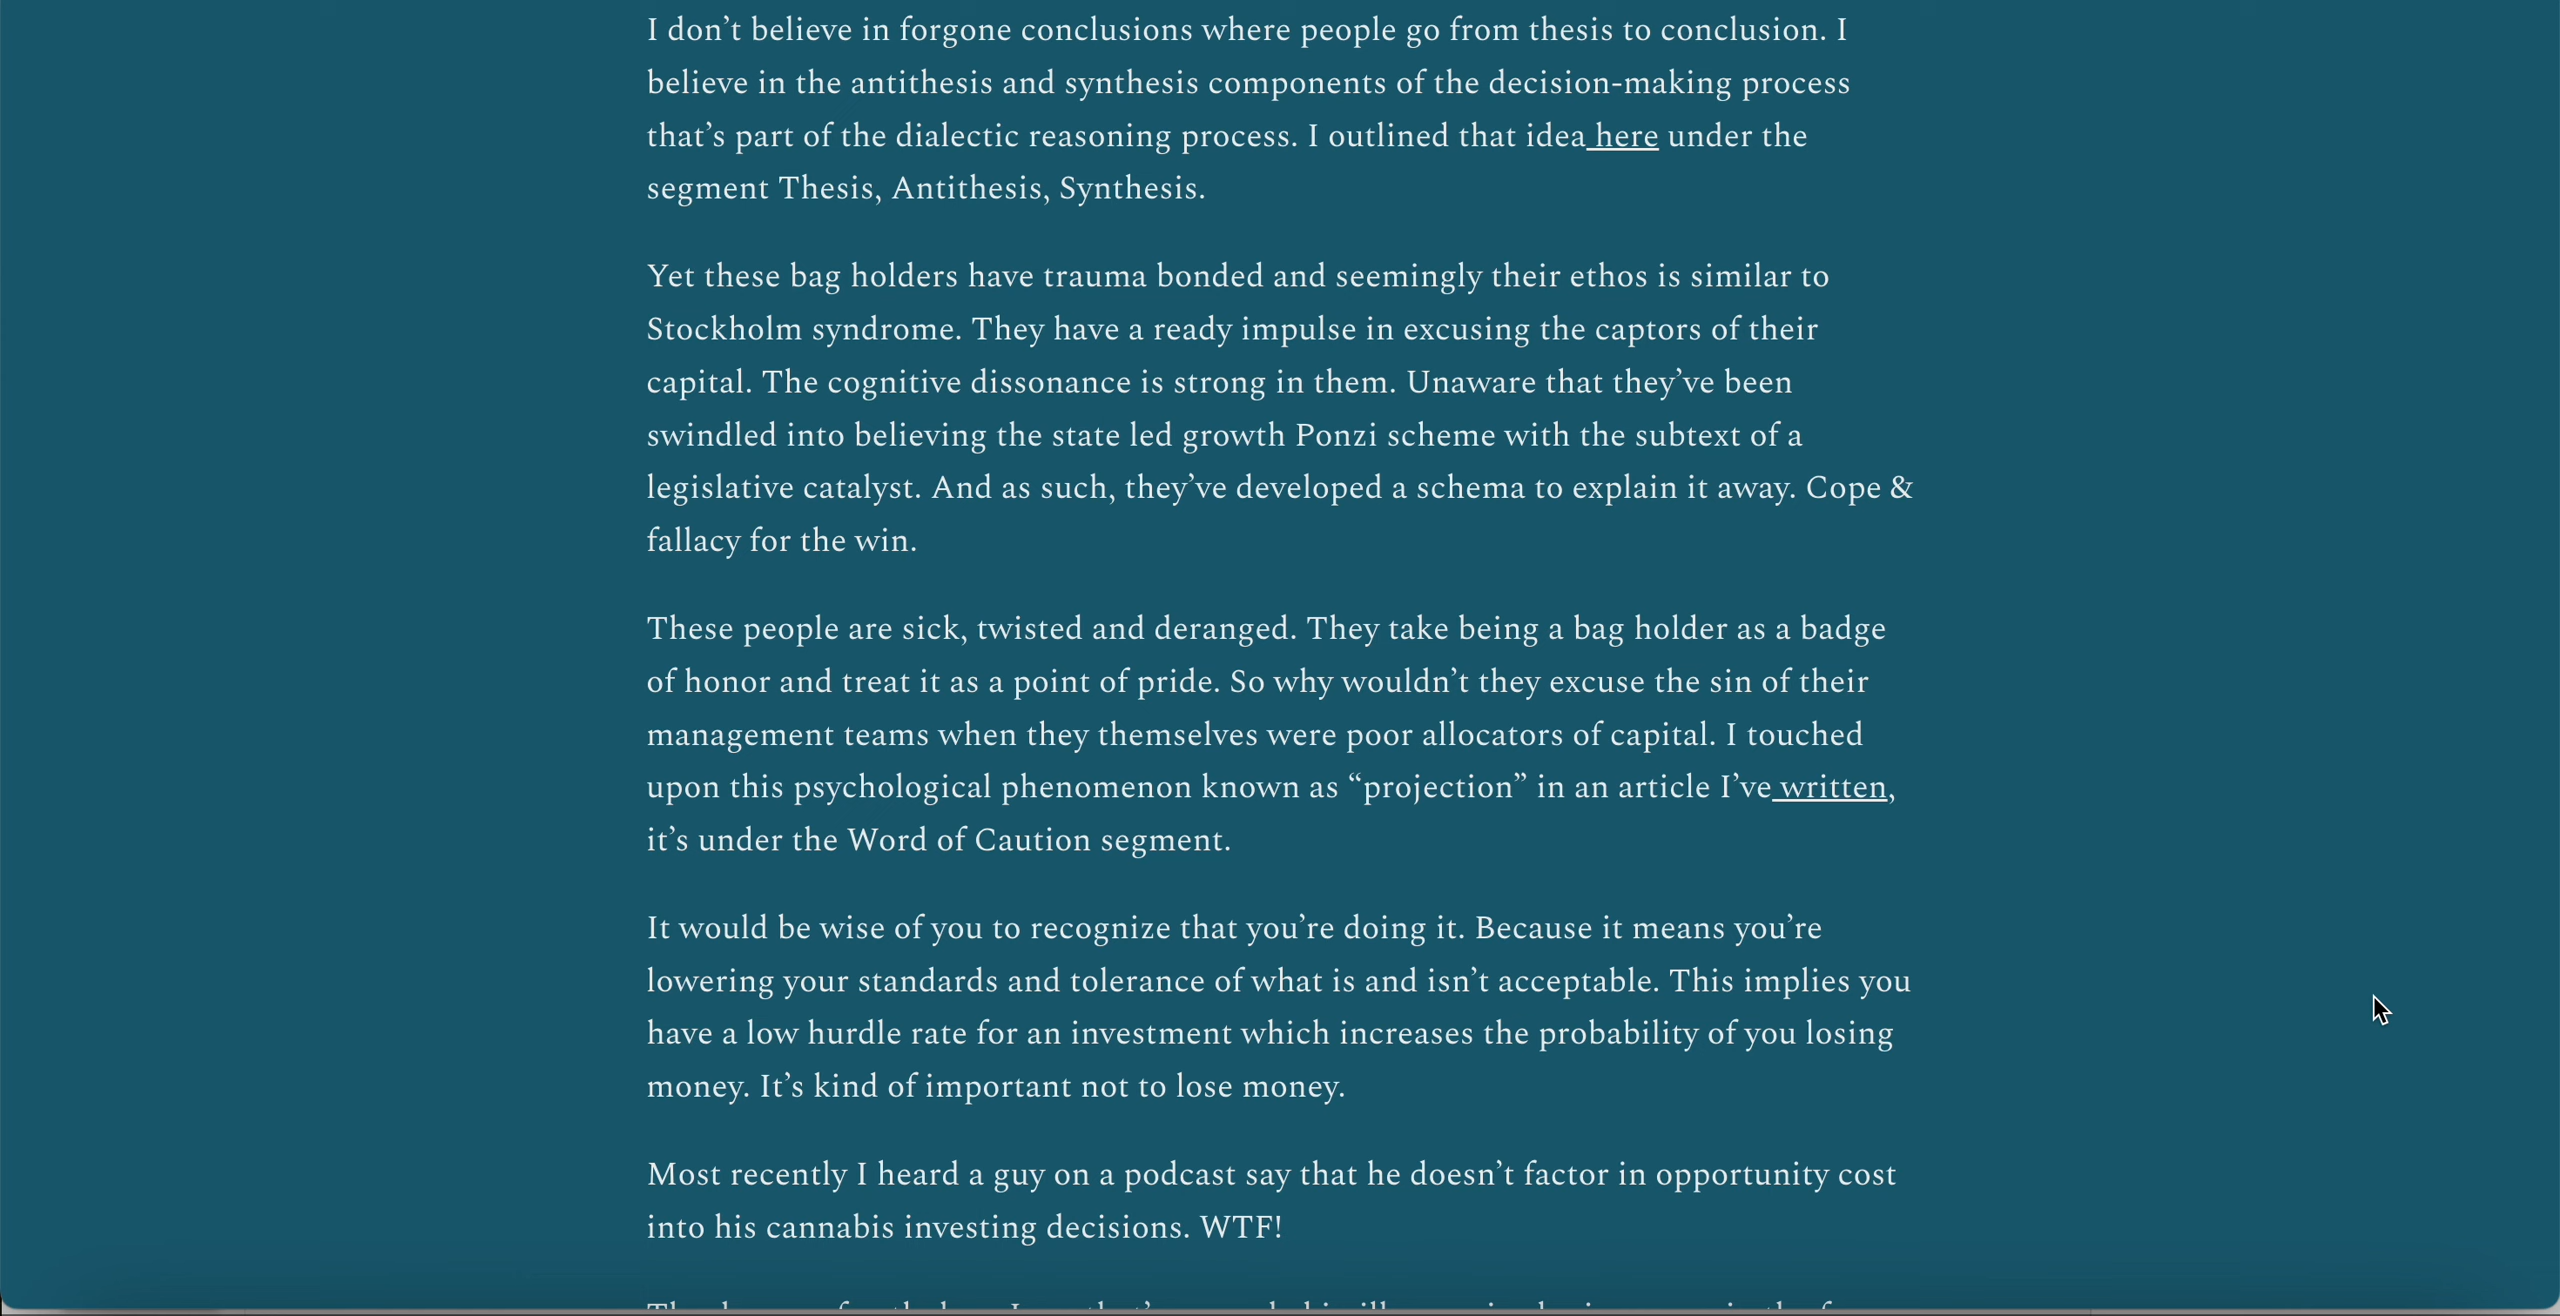 I don’t believe in forgone conclusions where people go from thesis to conclusion. I
believe in the antithesis and synthesis components of the decision-making process
that’s part of the dialectic reasoning process. I outlined that idea here under the
segment Thesis, Antithesis, Synthesis.
Yet these bag holders have trauma bonded and seemingly their ethos is similar to
Stockholm syndrome. They have a ready impulse in excusing the captors of their
capital. The cognitive dissonance is strong in them. Unaware that they’ve been
swindled into believing the state led growth Ponzi scheme with the subtext of a
legislative catalyst. And as such, they’ve developed a schema to explain it away. Cope &
fallacy for the win.
These people are sick, twisted and deranged. They take being a bag holder as a badge
of honor and treat it as a point of pride. So why wouldn’t they excuse the sin of their
management teams when they themselves were poor allocators of capital. I touched
upon this psychological phenomenon known as “projection” in an article I’ve written,
it’s under the Word of Caution segment.
It would be wise of you to recognize that you’re doing it. Because it means you’re
lowering your standards and tolerance of what is and isn’t acceptable. This implies you
have a low hurdle rate for an investment which increases the probability of you losing
money. It’s kind of important not to lose money.
Most recently I heard a guy on a podcast say that he doesn’t factor in opportunity cost
into his cannabis investing decisions. WTF!